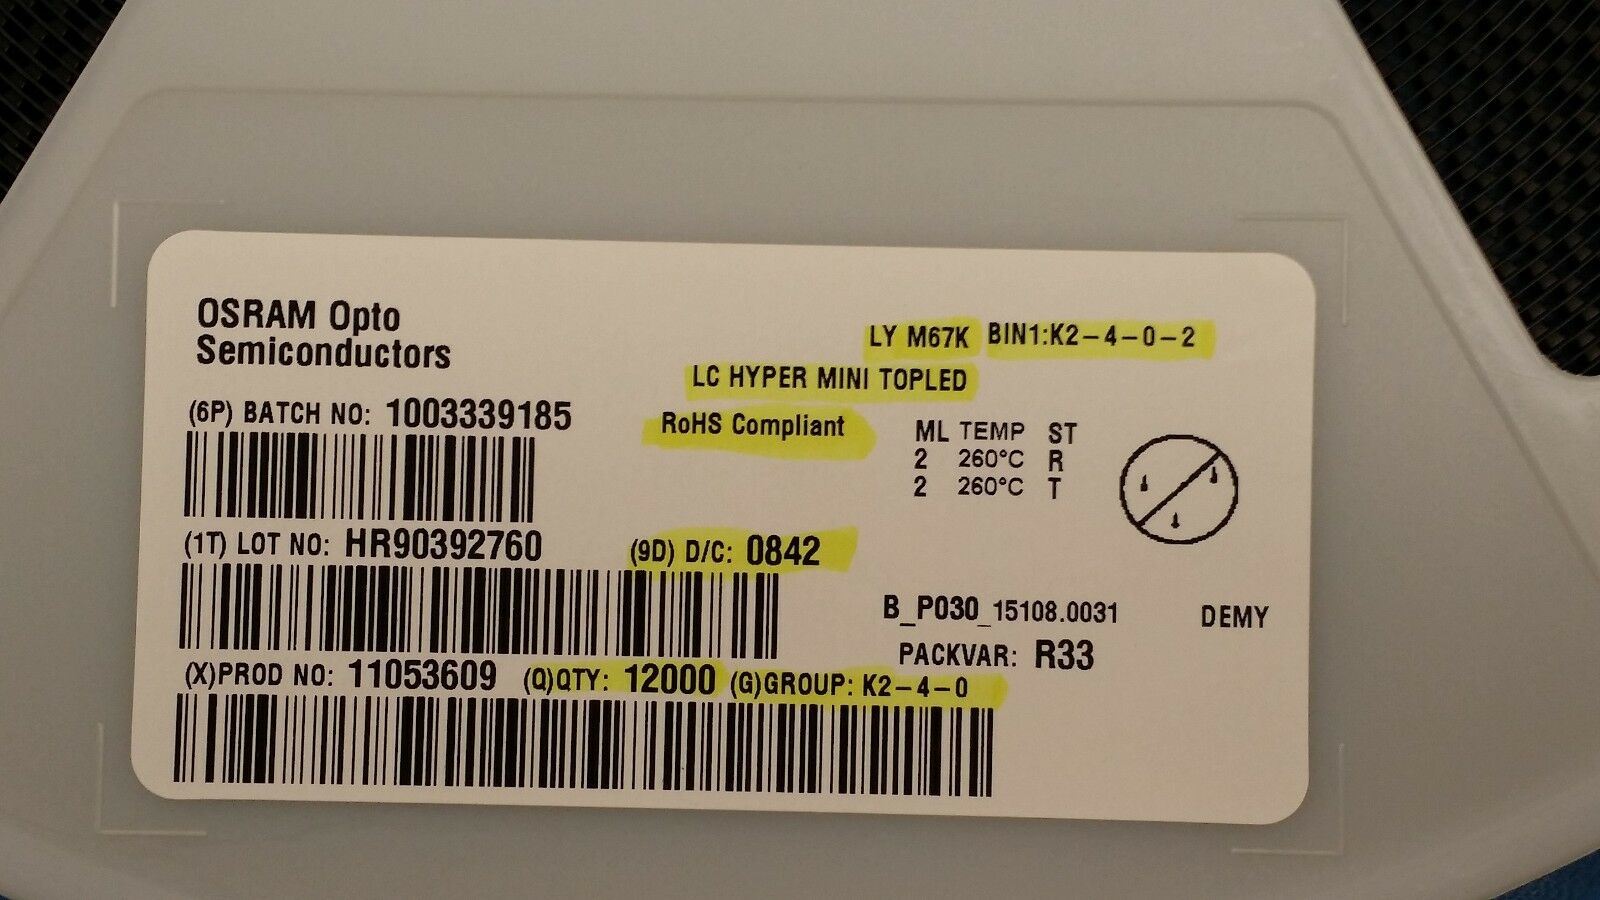 OSRAM Opto
Semiconductors
LY M67K BIN1:K2-4-0-2
LC HYPER MINI TOPLED
RoHS Compliant
(6P) BATCH NO: 1003339185
ML TEMP ST
2 260°C R
2 260°C T
(1T) LOT NO: HR90392760 (9D) D/C: 0842
B_P030_15108.0031 DEMY
PACKVAR: R33
(X)PROD NO: 11053609 (Q)QTY: 12000 (G)GROUP: K2-4-0